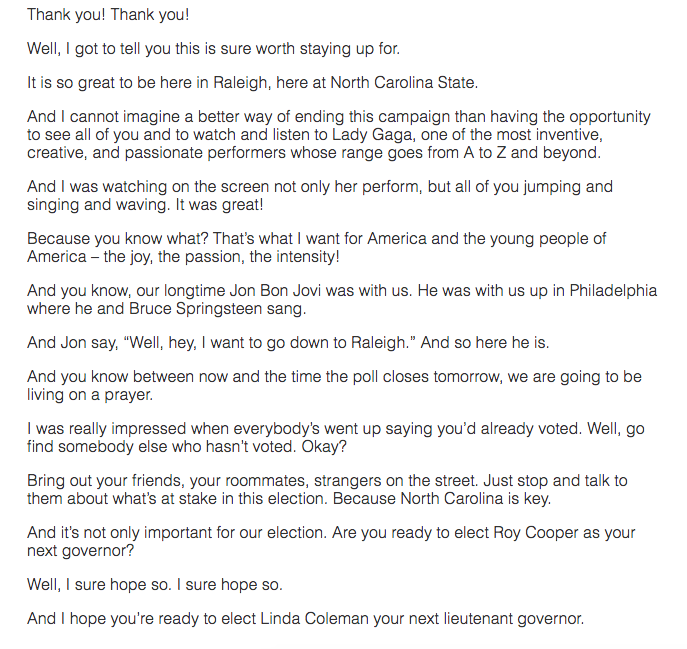 Thank you! Thank you!
Well, I got to tell you this is sure worth staying up for.
It is so great to be here in Raleigh, here at North Carolina State.
And I cannot imagine a better way of ending this campaign than having the opportunity
to see all of you and to watch and listen to Lady Gaga, one of the most inventive,
creative, and passionate performers whose range goes from A to Z and beyond.
And I was watching on the screen not only her perform, but all of you jumping and
singing and waving. It was great!
Because you know what? That’s what I want for America and the young people of
America – the joy, the passion, the intensity!
And you know, our longtime Jon Bon Jovi was with us. He was with us up in Philadelphia
where he and Bruce Springsteen sang.
And Jon say, “Well, hey, I want to go down to Raleigh.” And so here he is.
And you know between now and the time the poll closes tomorrow, we are going to be
living on a prayer.
I was really impressed when everybody’s went up saying you’d already voted. Well, go
find somebody else who hasn’t voted. Okay?
Bring out your friends, your roommates, strangers on the street. Just stop and talk to
them about what’s at stake in this election. Because North Carolina is key.
And it’s not only important for our election. Are you ready to elect Roy Cooper as your
next governor?
Well, I sure hope so. I sure hope so.
And I hope you’re ready to elect Linda Coleman your next lieutenant governor.